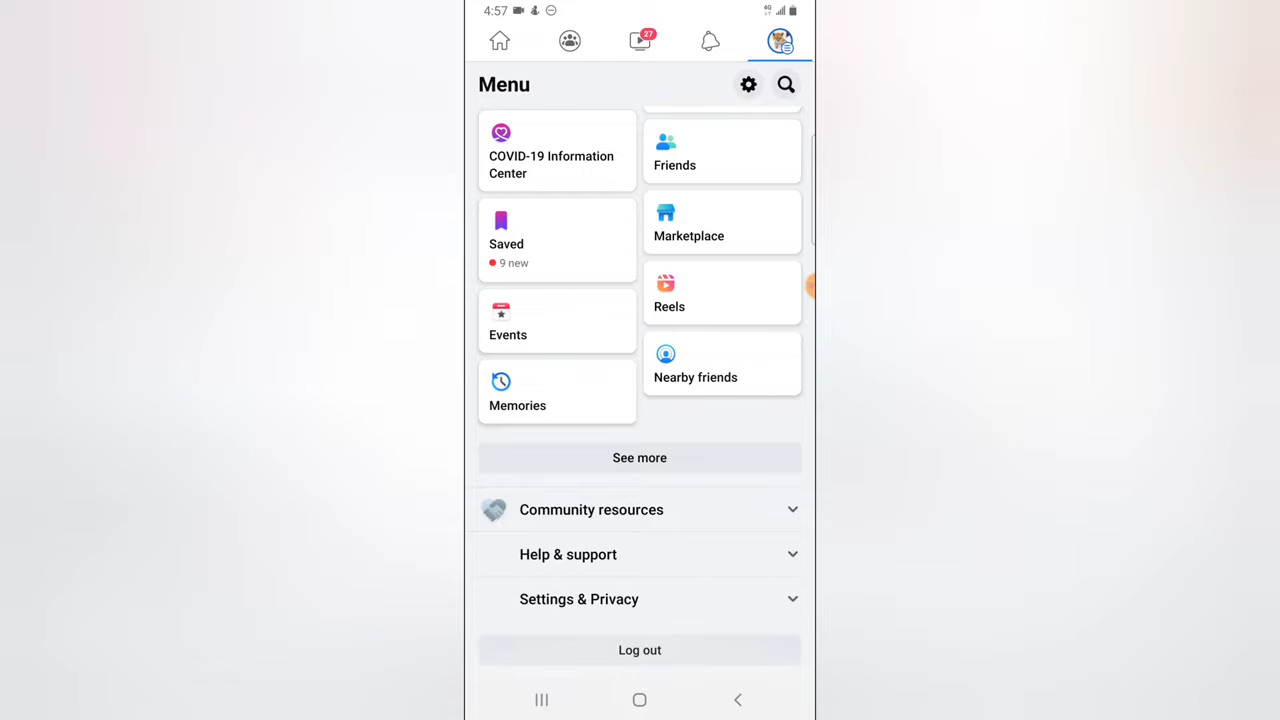 4:57
4G
27
Menu
COVID-19 Information
Center
Saved
9 new
Events
Memories
Friends
Marketplace
Reels
Nearby friends
See more
Community resources
Help & support
Settings & Privacy
Log out